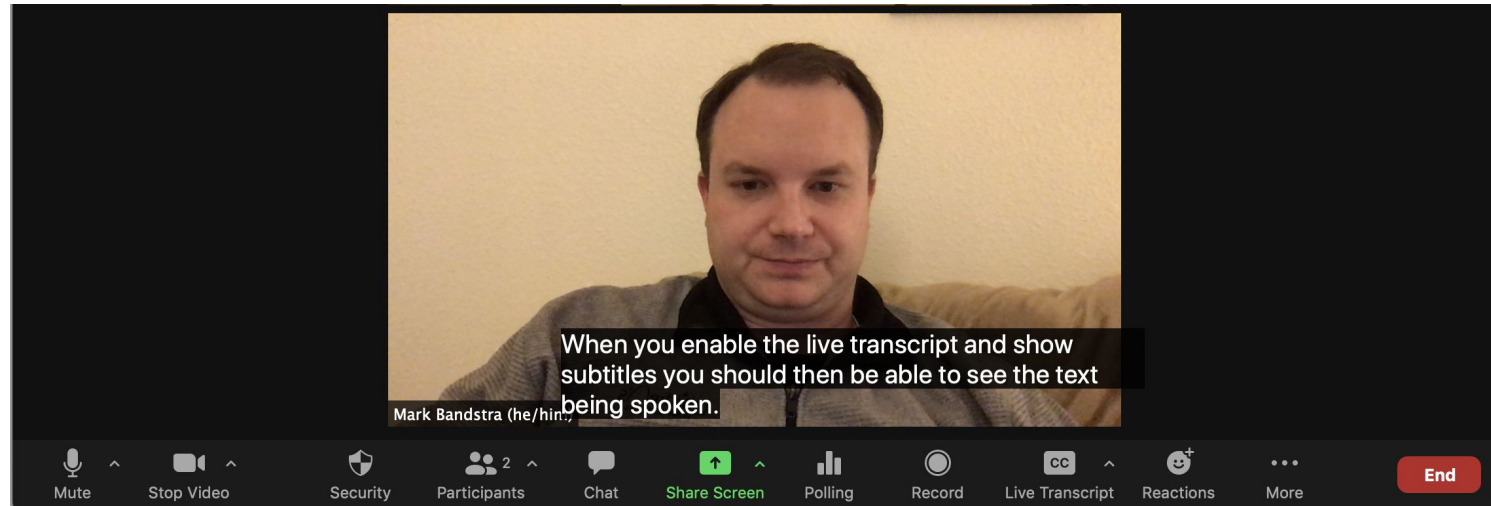 When you enable the live transcript and show
subtitles you should then be able to see the text
being spoken.
Mark Bandstra (he/him)
2
Mute
Stop Video
Security
Participants
Chat
Share Screen
Polling
Record
CC
Live Transcript
Reactions
More
End